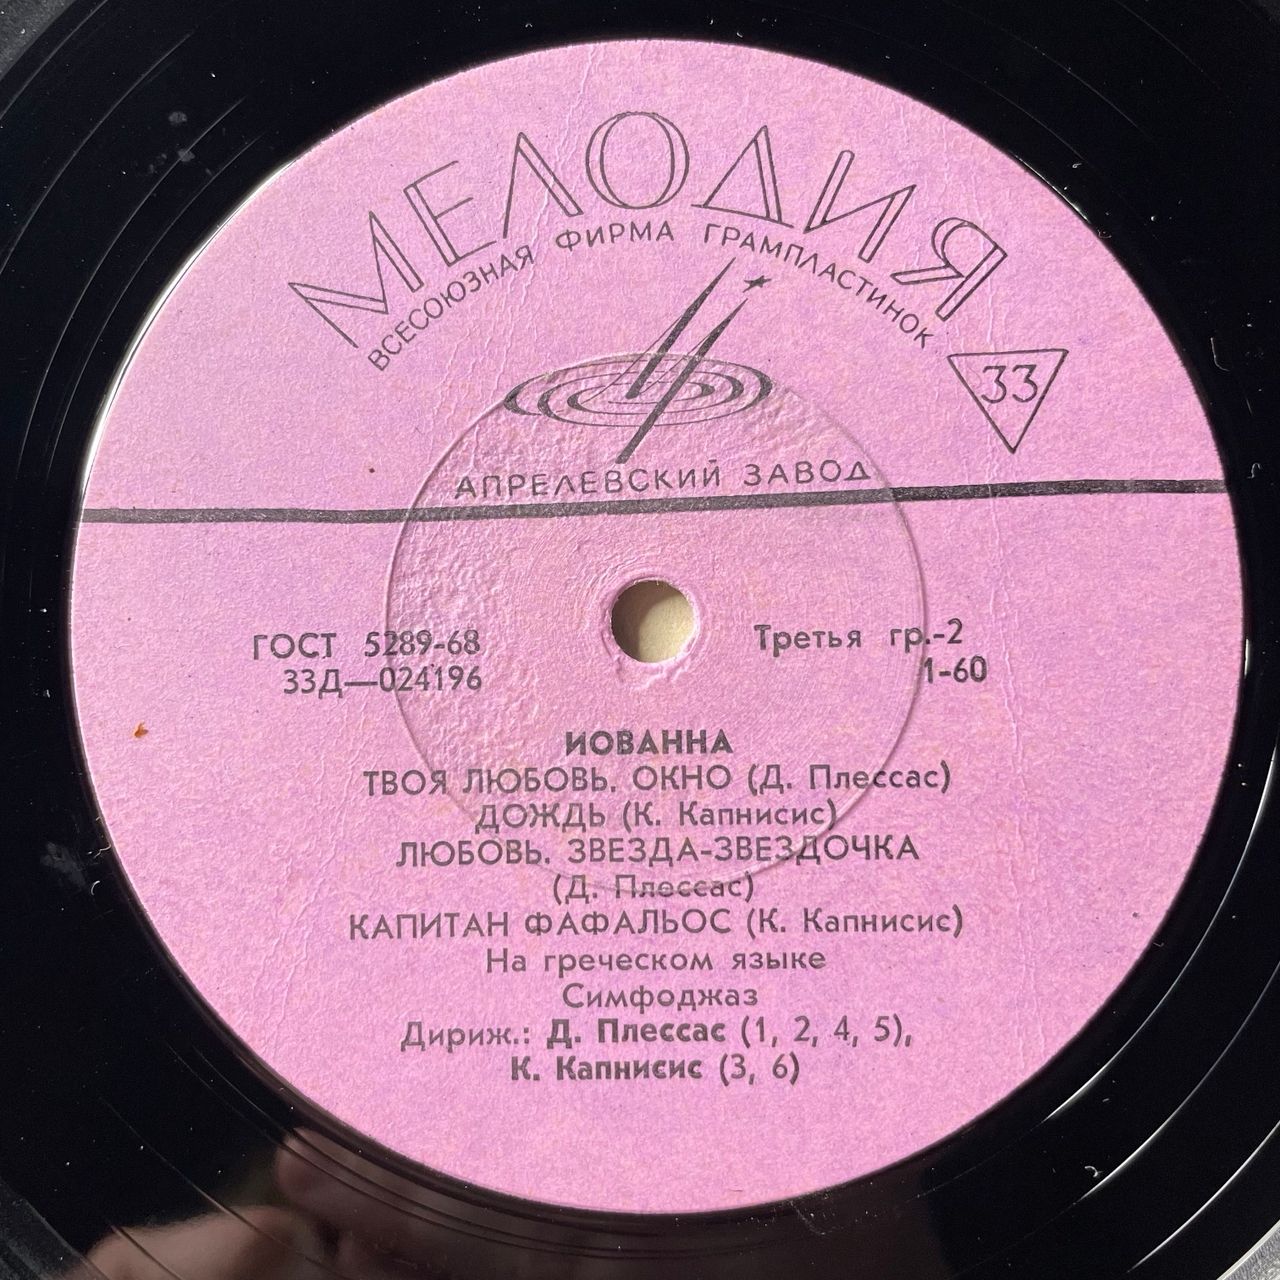 МЕЛОДИЯ
ВСЕСОЮЗНАЯ ФИРМА ГРАМПЛАСТИНОК
33
АПРЕЛЕВСКИЙ ЗАВОД
ГОСТ 5289-68
Третья гр.-2
33Д—024196
1-60
ИОВАННА
ТВОЯ ЛЮБОВЬ. ОКНО (Д. Плессас)
ДОЖДЬ (К. Капнисис)
ЛЮБОВЬ. ЗВЕЗДА-ЗВЕЗДОЧКА
(Д. Плессас)
КАПИТАН ФАФАЛЬОС (К. Капнисис)
На греческом языке
Симфоджаз
Дириж.: Д. Плессас (1, 2, 4, 5),
К. Капнисис (3, 6)